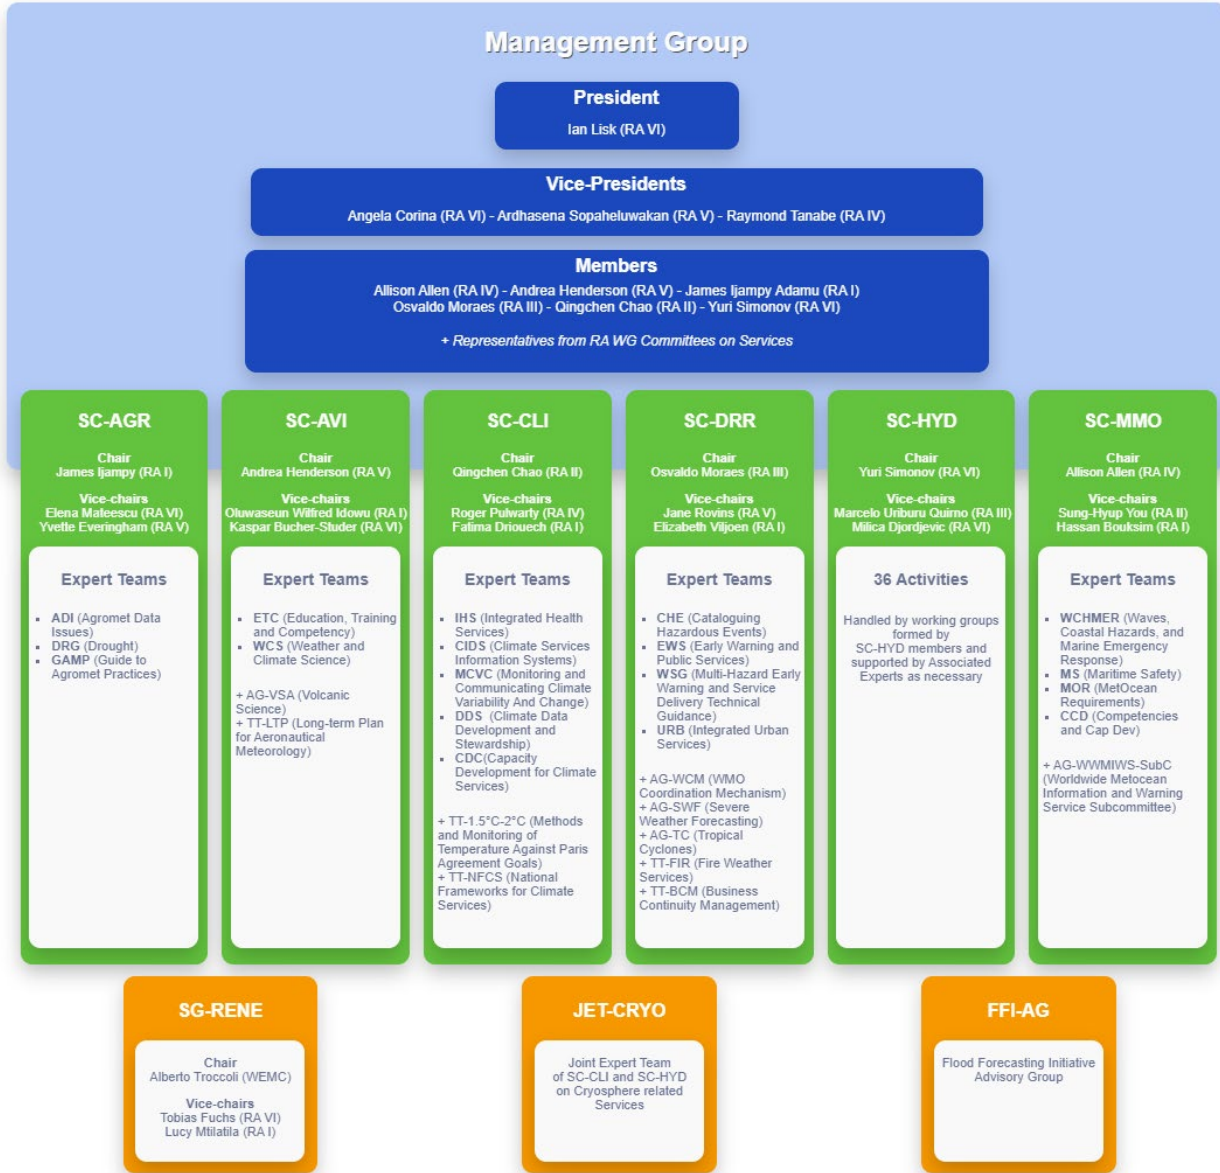 Management Group
President
Ian Lisk (RA VI)
Vice-Presidents
Angela Corina (RA VI) - Ardhasena Sopaheluwakan (RA V) - Raymond Tanabe (RA IV)
Members
Allison Allen (RA IV) - Andrea Henderson (RA V) - James Ijampy Adamu (RA I)
Osvaldo Moraes (RA III) - Qingchen Chao (RA II) - Yuri Simonov (RA VI)
+ Representatives from RA WG Committees on Services
SC-AGR
Chair
James Ijampy (RA I)
Vice-chairs
Elena Mateescu (RA VI)
Yvette Everingham (RA V)
Expert Teams
▪ ADI (Agromet Data
Issues)
▪ DRG (Drought)
▪ GAMP (Guide to
Agromet Practices)
SC-AVI
Chair
Andrea Henderson (RA V)
Vice-chairs
Oluwaseun Wilfred Idowu (RA I)
Kaspar Bucher-Studer (RA VI)
Expert Teams
▪ ETC (Education, Training
and Competency)
▪ WCS (Weather and
Climate Science)
+ AG-VSA (Volcanic
Science)
+ TT-LTP (Long-term Plan
for Aeronautical
Meteorology)
SC-CLI
Chair
Qingchen Chao (RA II)
Vice-chairs
Roger Pulwarty (RA IV)
Fatima Driouech (RA I)
Expert Teams
▪ IHS (Integrated Health
Services)
▪ CIDS (Climate Services
Information Systems)
▪ MCVC (Monitoring and
Communicating Climate
Variability And Change)
▪ DDS (Climate Data
Development and
Stewardship)
▪ CDC(Capacity
Development for Climate
Services)
+ TT-1.5°C-2°C (Methods
and Monitoring of
Temperature Against Paris
Agreement Goals)
+ TT-NFCS (National
Frameworks for Climate
Services)
SC-DRR
Chair
Osvaldo Moraes (RA III)
Vice-chairs
Jane Rovins (RA V)
Elizabeth Viljoen (RA I)
Expert Teams
▪ CHE (Cataloguing
Hazardous Events)
▪ EWS (Early Warning and
Public Services)
▪ WSG (Multi-Hazard Early
Warning and Service
Delivery Technical
Guidance)
▪ URB (Integrated Urban
Services)
+ AG-WCM (WMO
Coordination Mechanism)
+ AG-SWF (Severe
Weather Forecasting)
+ AG-TC (Tropical
Cyclones)
+ TT-FIR (Fire Weather
Services)
+ TT-BCM (Business
Continuity Management)
SC-HYD
Chair
Yuri Simonov (RA VI)
Vice-chairs
Marcelo Uriburu Quirno (RA III)
Milica Djordjevic (RA VI)
36 Activities
Handled by working groups
formed by
SC-HYD members and
supported by Associated
Experts as necessary
SC-MMO
Chair
Allison Allen (RA IV)
Vice-chairs
Sung-Hyup You (RA II)
Hassan Bouksim (RA I)
Expert Teams
▪ WCHMER (Waves,
Coastal Hazards, and
Marine Emergency
Response)
▪ MS (Maritime Safety)
▪ MOR (MetOcean
Requirements)
▪ CCD (Competencies
and Cap Dev)
+ AG-WWMIWS-SubC
(Worldwide Metocean
Information and Warning
Service Subcommittee)
SG-RENE
Chair
Alberto Troccoli (WEMC)
Vice-chairs
Tobias Fuchs (RA VI)
Lucy Mtilatila (RA I)
JET-CRYO
Joint Expert Team
of SC-CLI and SC-HYD
on Cryosphere related
Services
FFI-AG
Flood Forecasting Initiative
Advisory Group